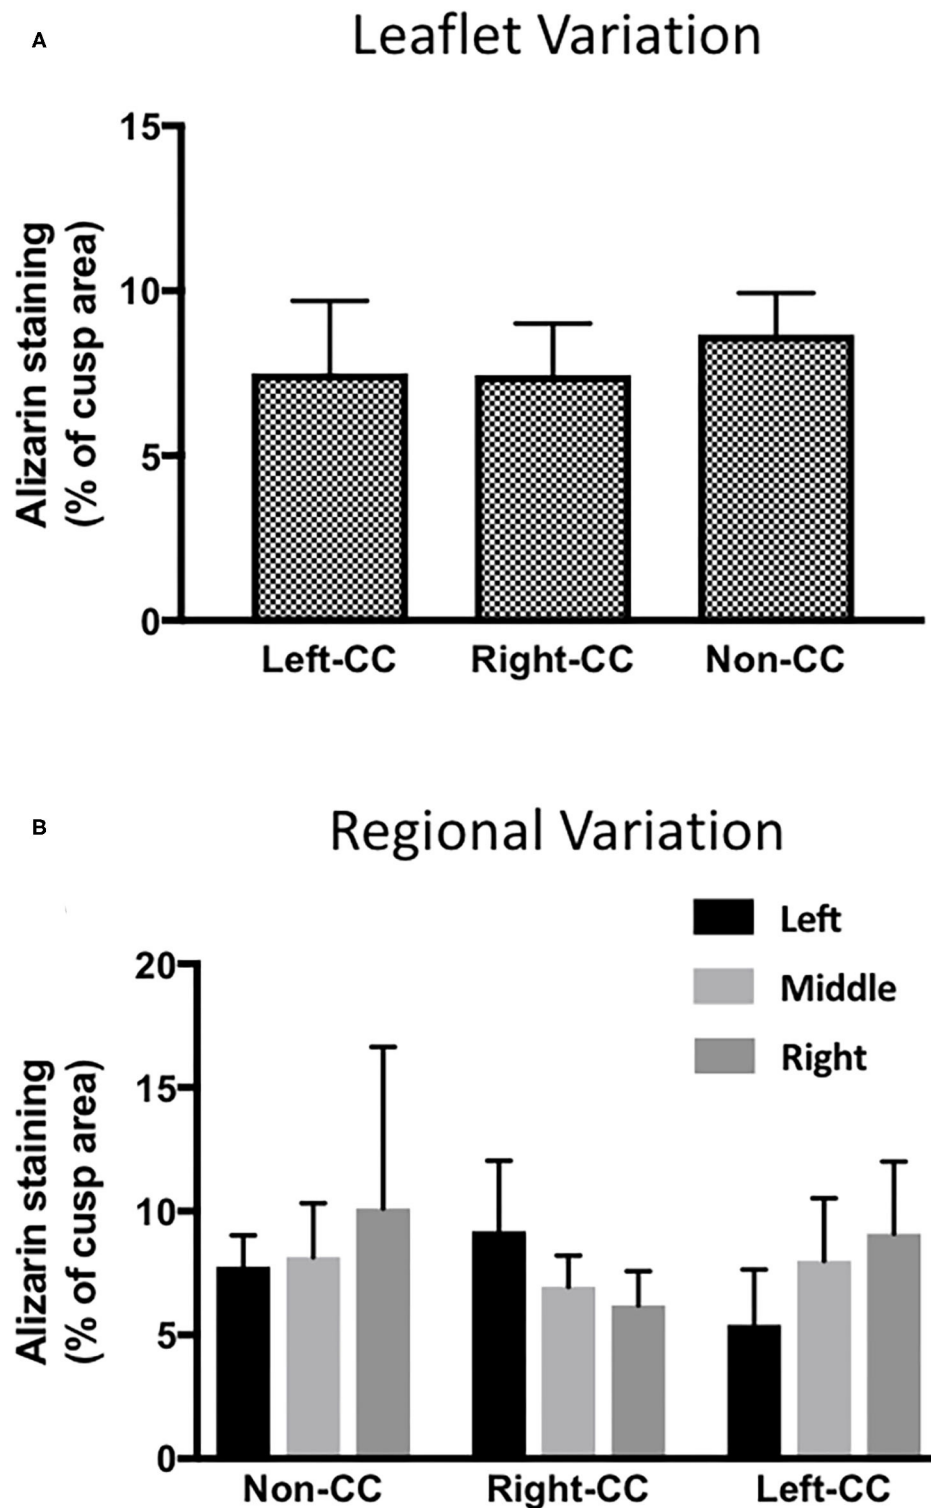 A
Leaflet Variation
15
10
5
0
Alizarin staining
(% of cusp area)
Left-CC Right-CC Non-CC
B
Regional Variation
Left
Middle
Right
20
15
10
5
0
Alizarin staining
(% of cusp area)
Non-CC Right-CC Left-CC